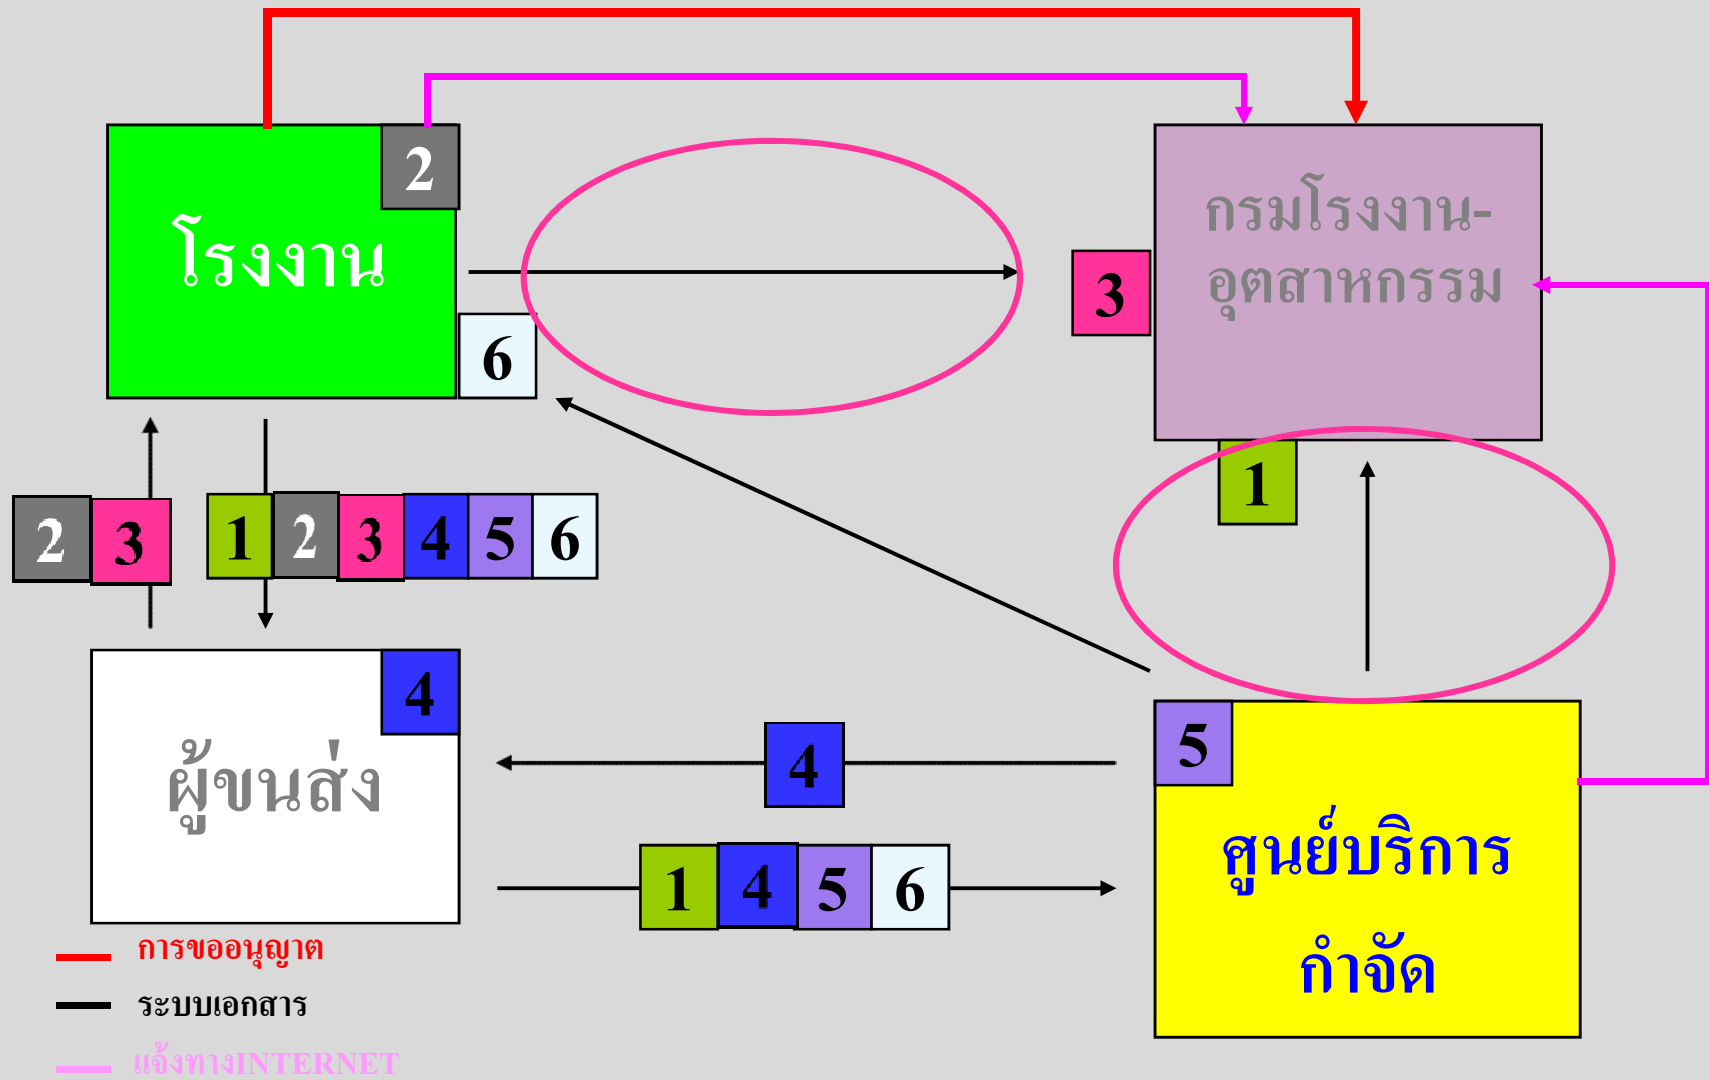 2
โรงงาน
6
กรมโรงงาน-
อุตสาหกรรม
3
1
2 3
1 2 3 4 5 6
4
ผู้ขนส่ง
4
1 4 5 6
5
ศูนย์บริการ
กำจัด
การขออนุญาต
ระบบเอกสาร
แจ้งทางINTERNET